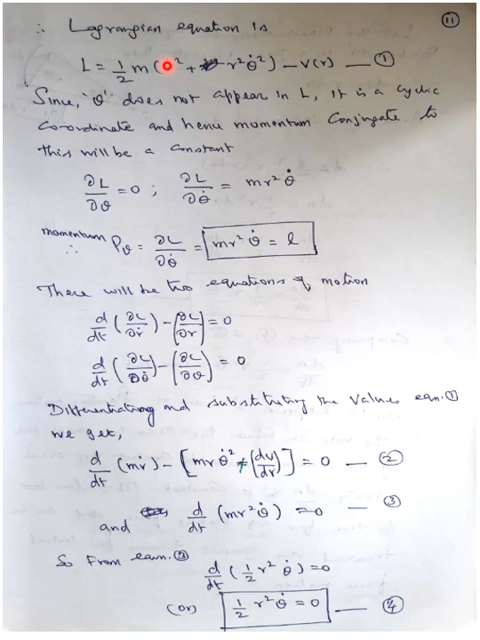 11
∴ Lagrangian equation is
L = 1/2 m ( ² + r²θ̇²) – V(r) — ①
Since, 'θ' does not appear in L, it is a cyclic
co-ordinate and hence momentum conjugate to
this will be a constant
∂L/∂θ = 0 ; ∂L/∂θ̇ = mr²θ̇
momentum
∴ Pθ = ∂L/∂θ̇ = mr²θ̇ = l
There will be two equations of motion
d/dt (∂L/∂ṙ) – (∂L/∂r) = 0
d/dt (∂L/∂θ̇) – (∂L/∂θ) = 0
Differentiating and substituting the values eqn. ①
we get,
d/dt (mṙ) – [mrθ̇² (dv/dr)] = 0 — ②
and d/dt (mr²θ̇) = 0 — ③
So From eqn. ③
d/dt (1/2 r² θ̇) = 0
(or) 1/2 r²θ̇ = 0 — ④